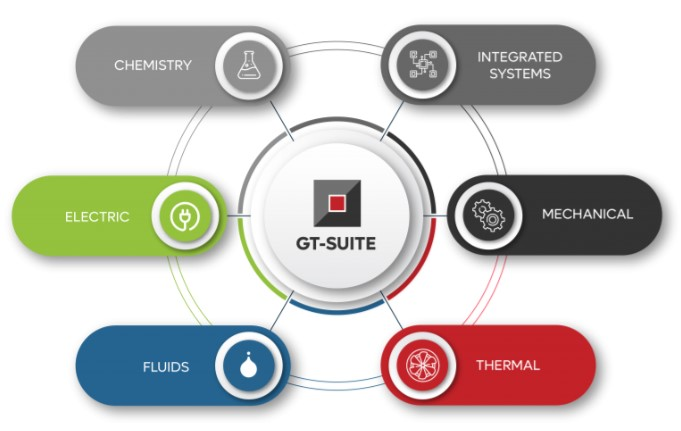 CHEMISTRY
INTEGRATED
SYSTEMS
ELECTRIC
GT-SUITE
MECHANICAL
FLUIDS
THERMAL